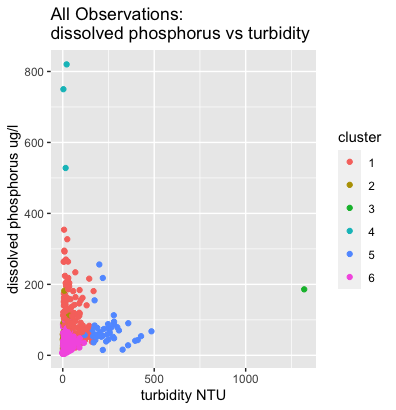 All Observations:
dissolved phosphorus vs turbidity
dissolved phosphorus ug/l
800
600
400
200
0
0
500
1000
turbidity NTU
cluster
1
2
3
4
5
6